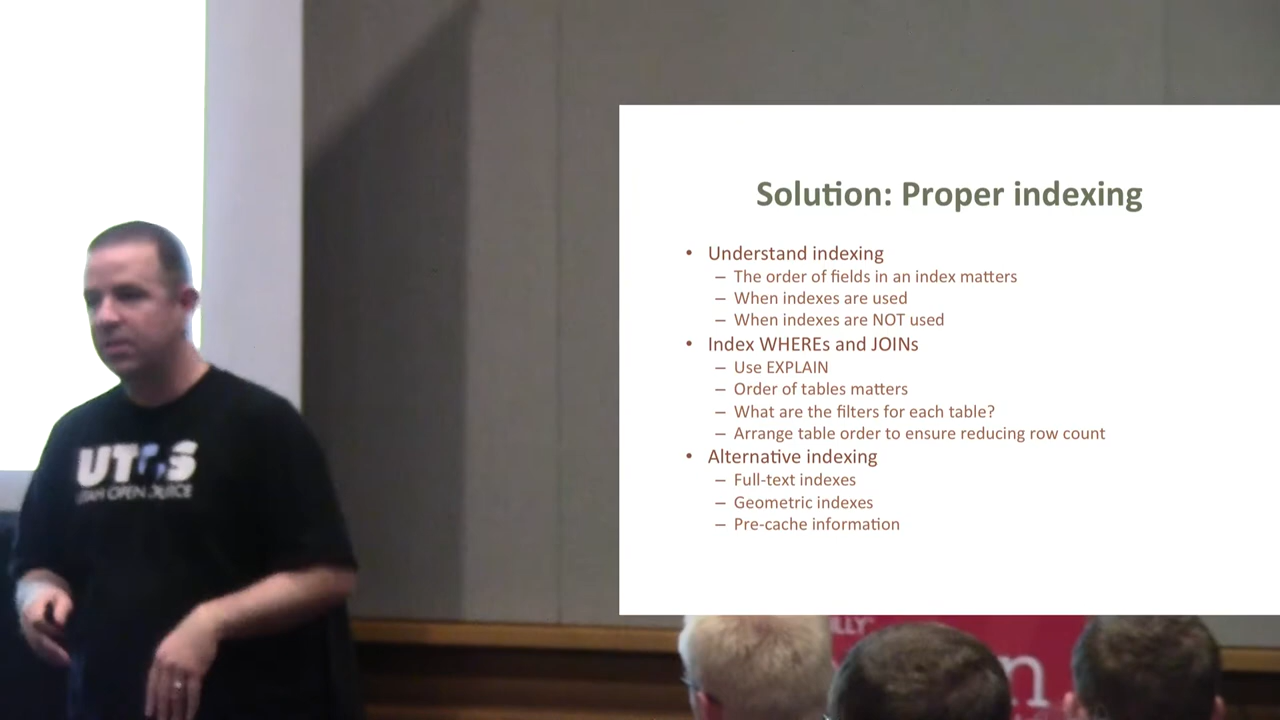 Solution: Proper indexing
• Understand indexing
– The order of fields in an index matters
– When indexes are used
– When indexes are NOT used
• Index WHEREs and JOINs
– Use EXPLAIN
– Order of tables matters
– What are the filters for each table?
– Arrange table order to ensure reducing row count
• Alternative indexing
– Full-text indexes
– Geometric indexes
– Pre-cache information